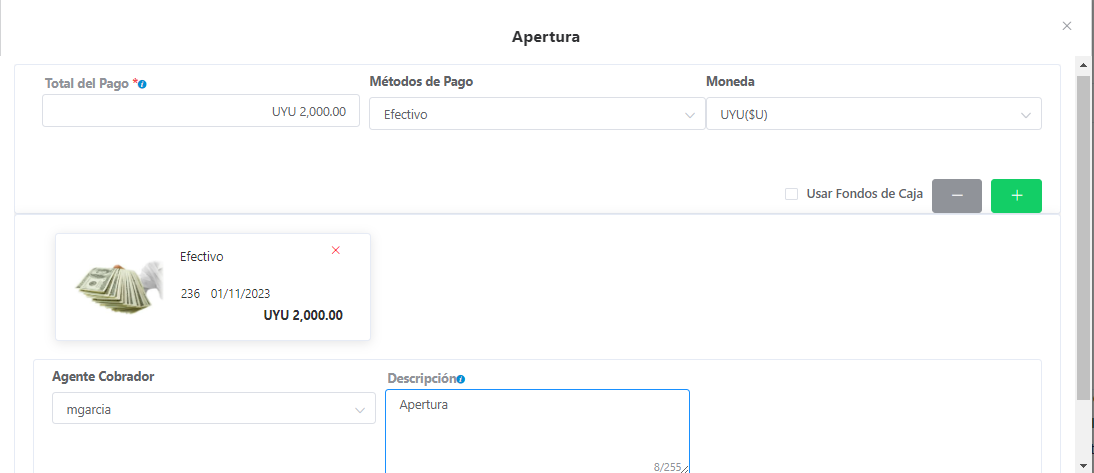 Apertura
Total del Pago *
Métodos de Pago
Moneda
UYU 2,000.00
Efectivo
UYU($U)
Usar Fondos de Caja
Efectivo
236 01/11/2023
UYU 2,000.00
Agente Cobrador
Descripción
mgarcia
Apertura
8/255